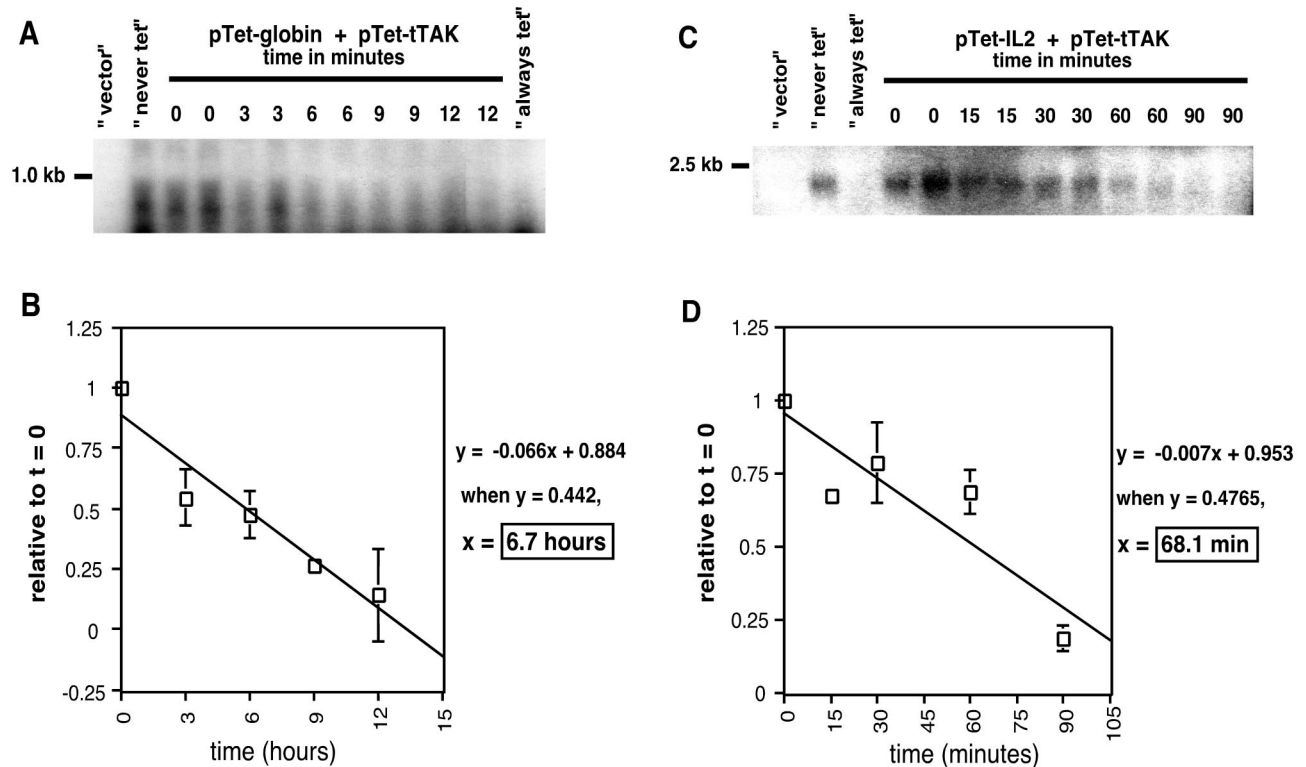 A
pTet-globin + pTet-tTAK
time in minutes
" vector"
" never tet"
0 0 3 3 6 6 9 9 12 12
" always tet"
1.0 kb
C
pTet-IL2 + pTet-tTAK
time in minutes
" vector"
" never tet"
" always tet"
0 0 15 15 30 30 60 60 90 90
2.5 kb
B
1.25
1
0.75
0.5
0.25
0
-0.25
relative to t = 0
0 3 6 9 12 15
time (hours)
y = -0.066x + 0.884
when y = 0.442,
x = 6.7 hours
D
1.25
1
0.75
0.5
0.25
0
relative to t = 0
0 15 30 45 60 75 90 105
time (minutes)
y = -0.007x + 0.953
when y = 0.4765,
x = 68.1 min